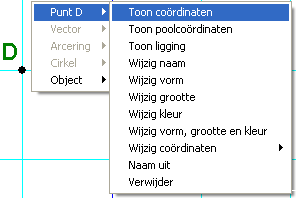 Punt D
Vector
Arcering
Cirkel
Object
D
Toon coördinaten
Toon poolcoördinaten
Toon ligging
Wijzig naam
Wijzig vorm
Wijzig grootte
Wijzig kleur
Wijzig vorm, grootte en kleur
Wijzig coördinaten
Naam uit
Verwijder